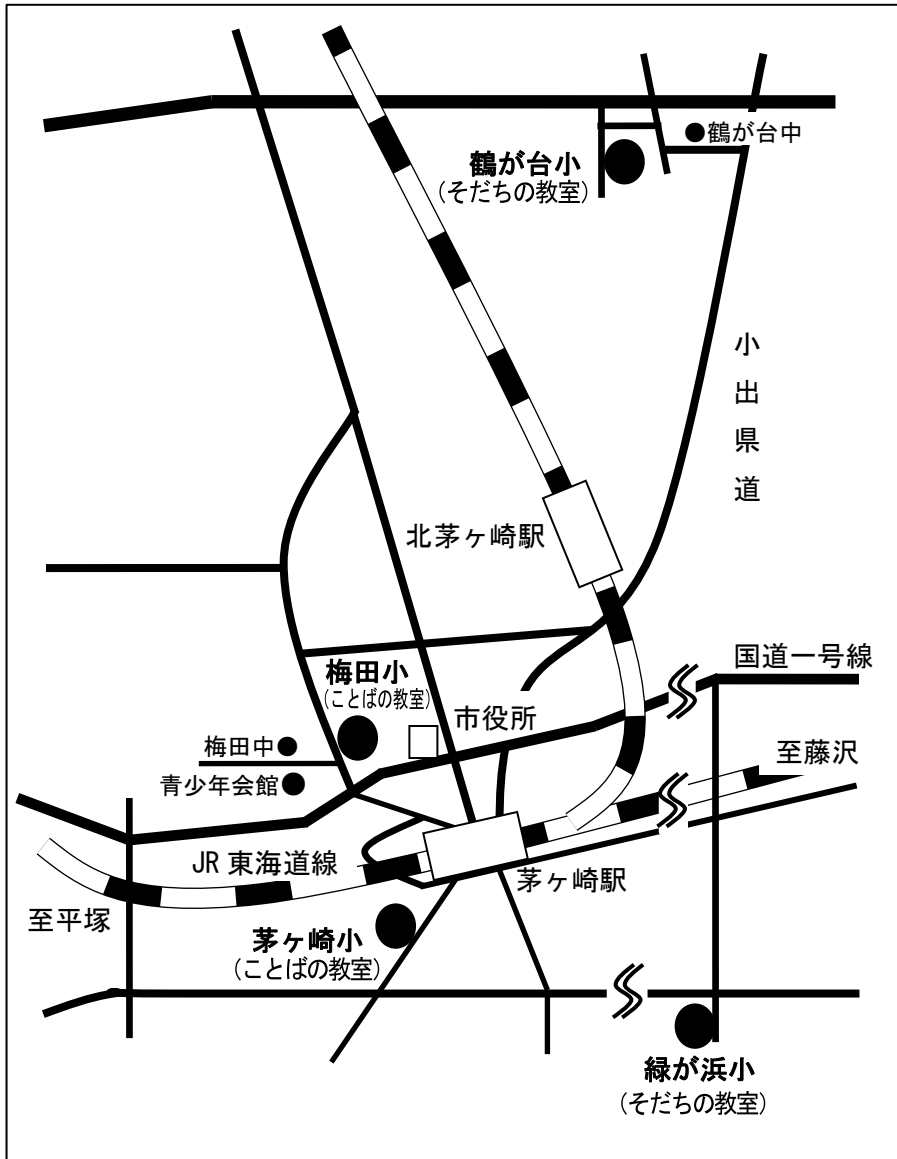 鶴が台中
鶴が台小
(そだちの教室)
小出県道
北茅ヶ崎駅
国道一号線
梅田小
(ことばの教室)
市役所
梅田中
至藤沢
青少年会館
JR東海道線
茅ヶ崎駅
至平塚
茅ヶ崎小
(ことばの教室)
緑が浜小
(そだちの教室)